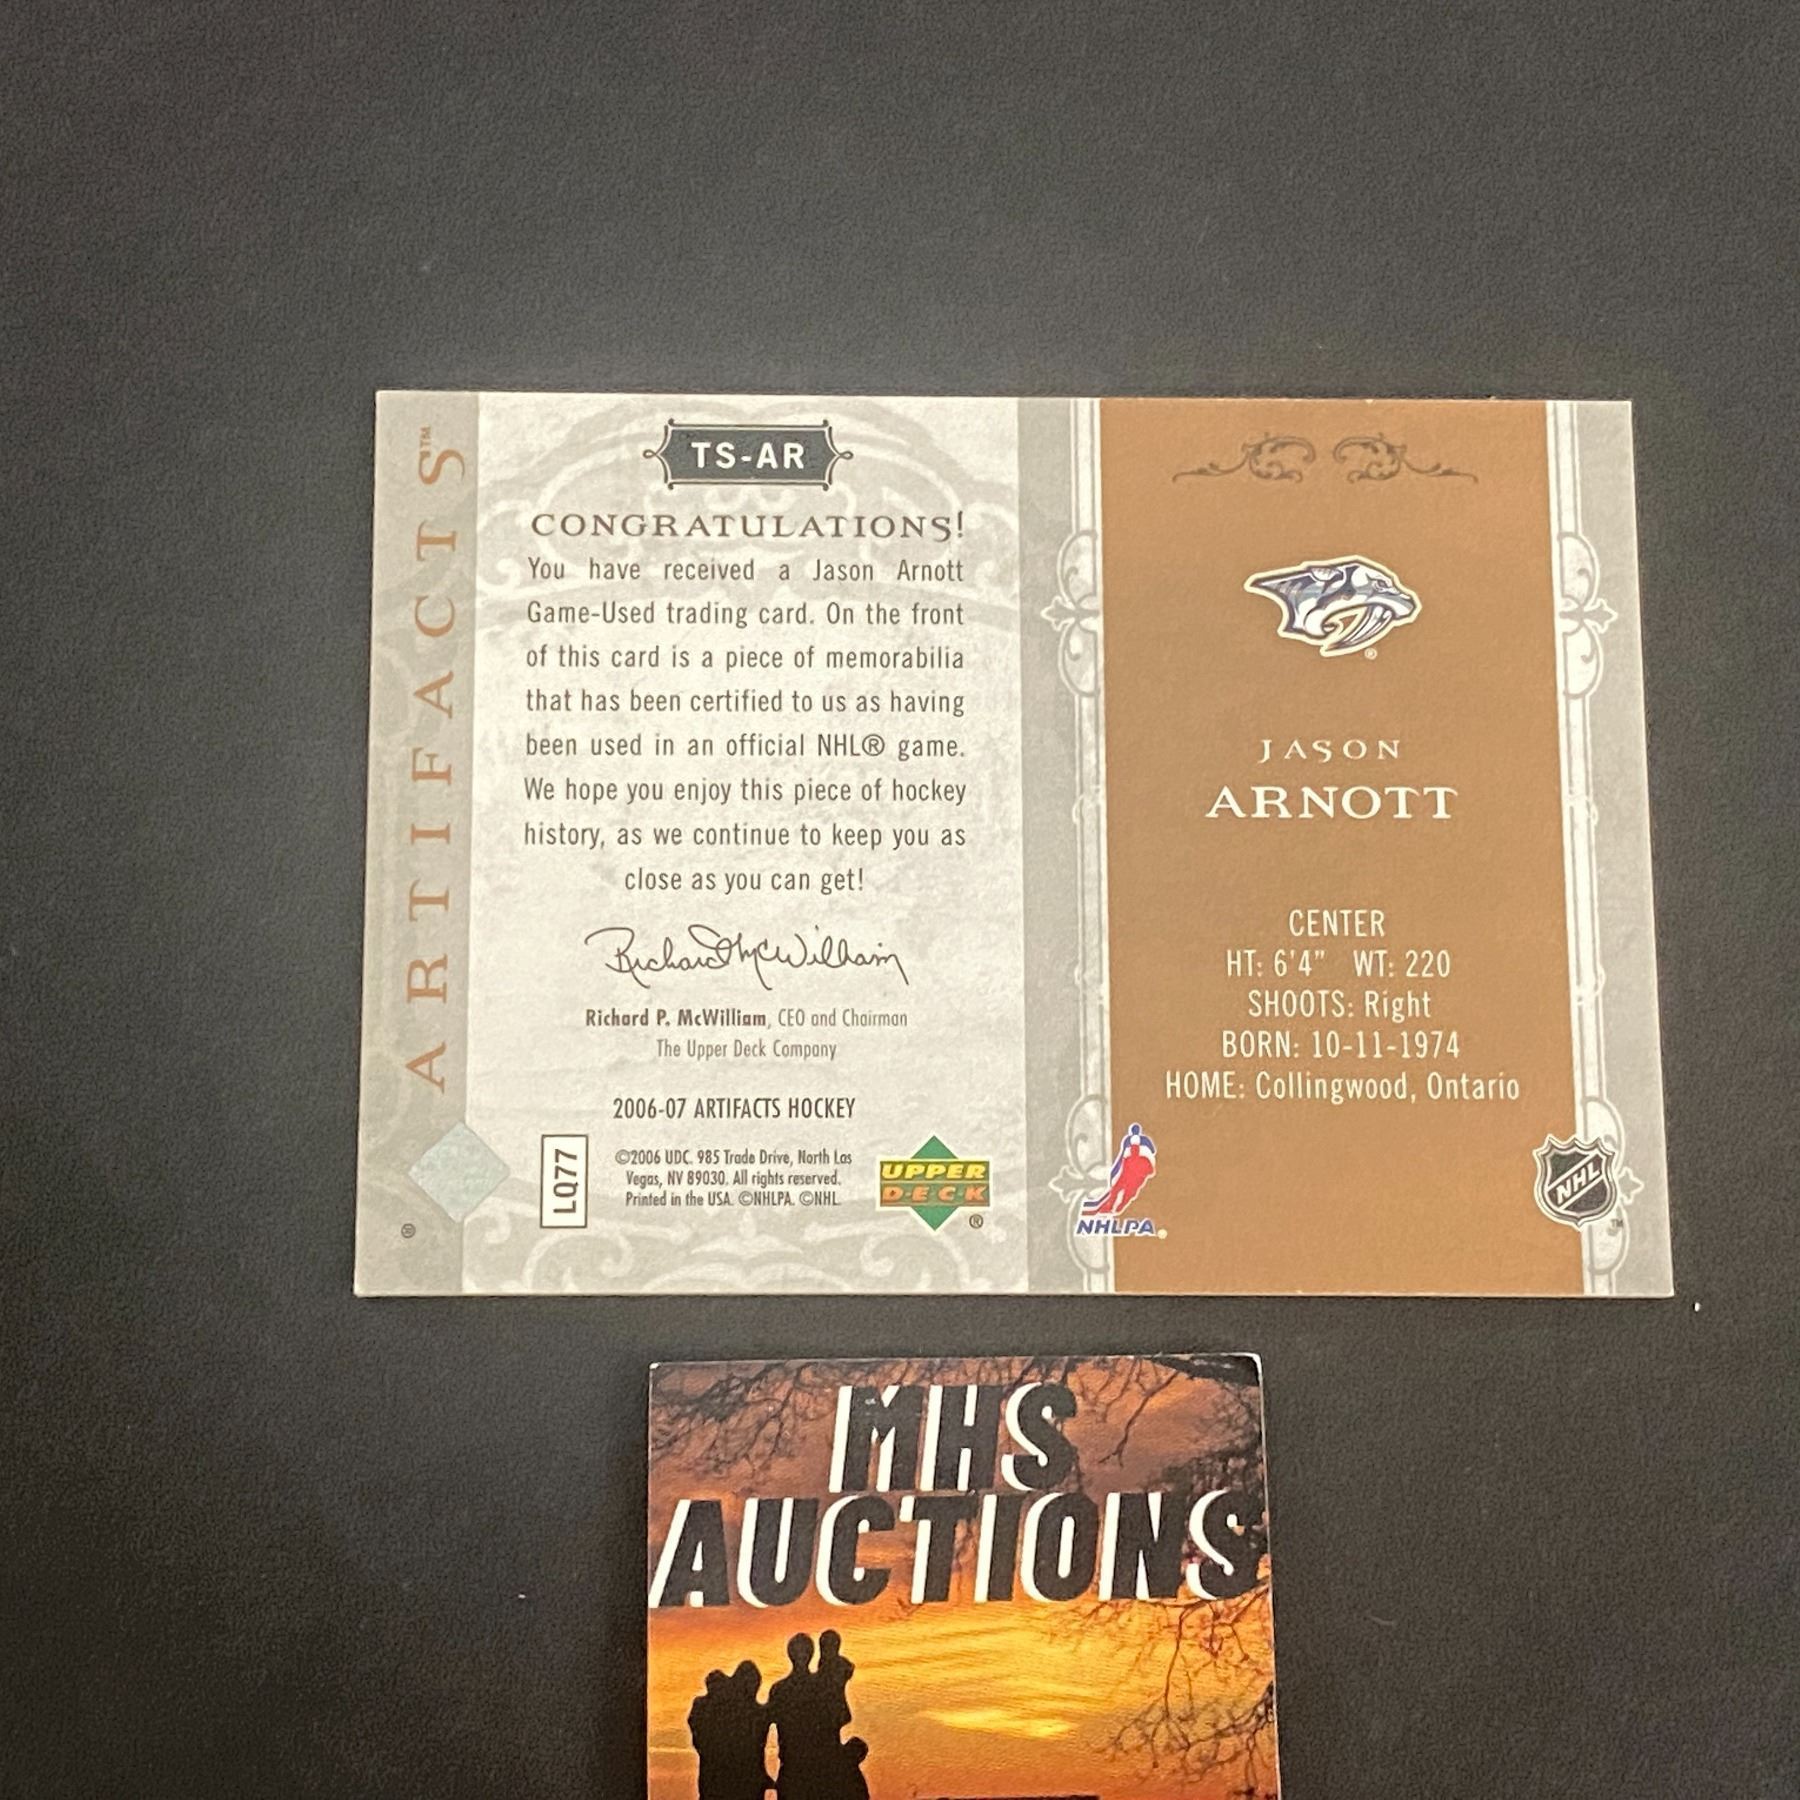 ARTIFACTS™
TS-AR
CONGRATULATIONS!
You have received a Jason Arnott
Game-Used trading card. On the front
of this card is a piece of memorabilia
that has been certified to us as having
been used in an official NHL® game.
We hope you enjoy this piece of hockey
history, as we continue to keep you as
close as you can get!
Richard McWilliam
Richard P. McWilliam, CEO and Chairman
The Upper Deck Company
2006-07 ARTIFACTS HOCKEY
LQ77
©2006 UDC. 985 Trade Drive, North Las
Vegas, NV 89030. All rights reserved.
Printed in the USA. ©NHLPA. ©NHL.
UPPER
D·E·C·K
®
®
®
JASON
ARNOTT
CENTER
HT: 6'4" WT: 220
SHOOTS: Right
BORN: 10-11-1974
HOME: Collingwood, Ontario
NHLPA®
NHL™
MHS
AUCTIONS